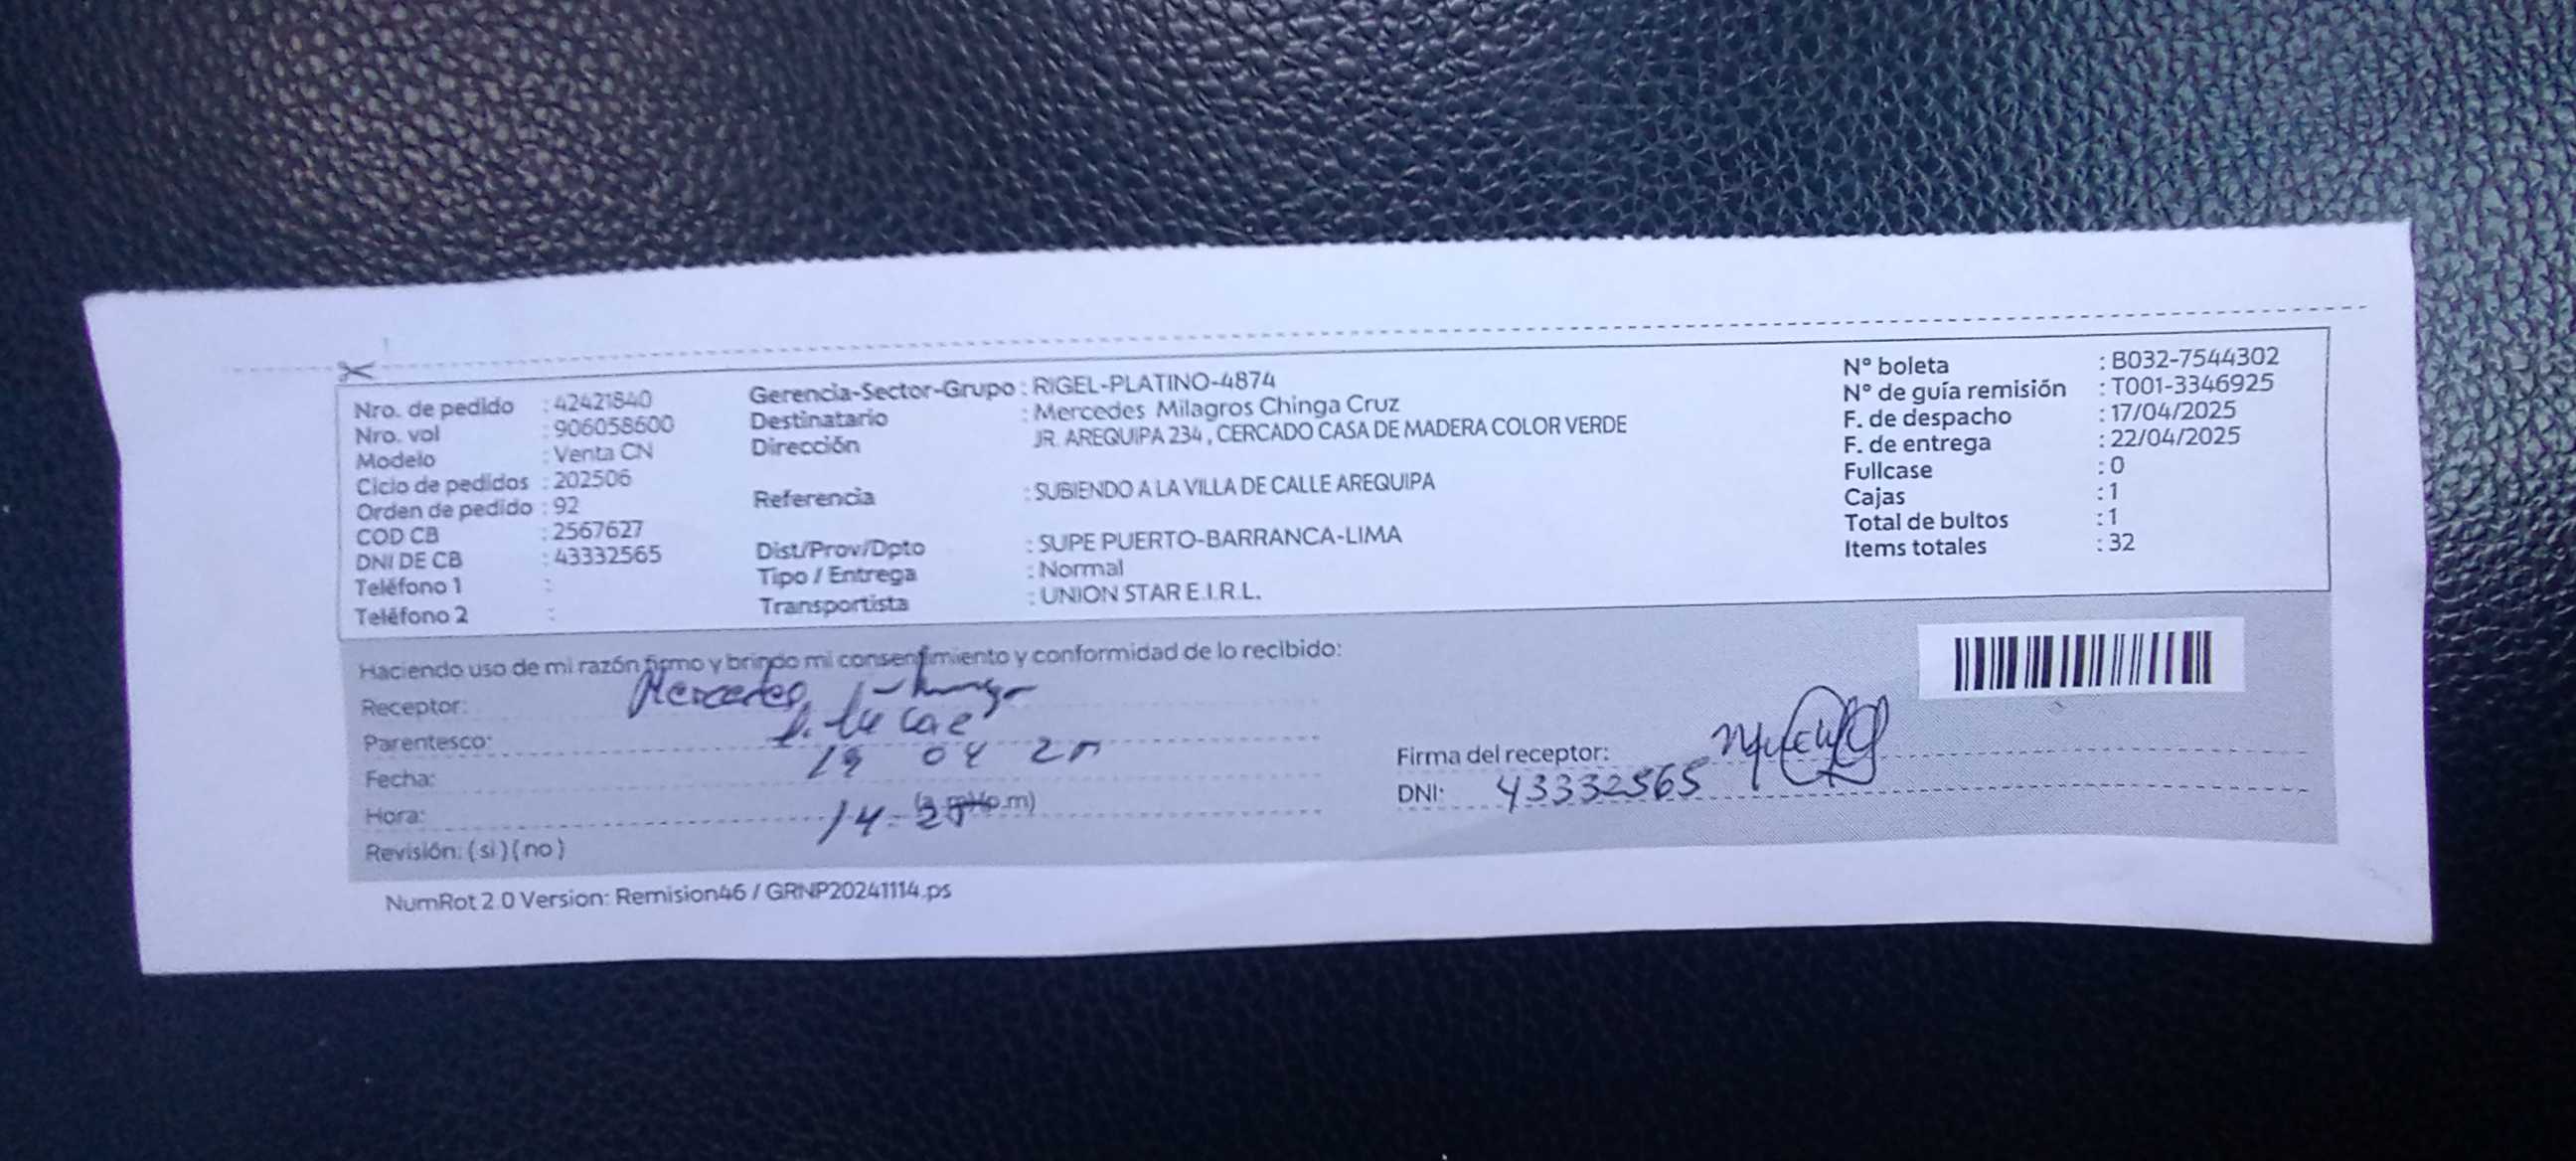 Nro. de pedido : 42421840
Nro. vol : 906058600
Modelo : Venta CN
Ciclo de pedidos : 202506
Orden de pedido : 92
COD CB : 2567627
DNI DE CB : 43332565
Teléfono 1 :
Teléfono 2 :
Gerencia-Sector-Grupo : RIGEL-PLATINO-4874
Destinatario : Mercedes Milagros Chinga Cruz
Dirección JR. AREQUIPA 234 , CERCADO CASA DE MADERA COLOR VERDE
Referencia : SUBIENDO A LA VILLA DE CALLE AREQUIPA
Dist/Prov/Dpto : SUPE PUERTO-BARRANCA-LIMA
Tipo / Entrega : Normal
Transportista : UNION STAR E.I.R.L.
N° boleta : B032-7544302
N° de guía remisión : T001-3346925
F. de despacho : 17/04/2025
F. de entrega : 22/04/2025
Fullcase : 0
Cajas : 1
Total de bultos : 1
Items totales : 32
Haciendo uso de mi razón firmo y brindo mi consentimiento y conformidad de lo recibido:
Receptor: Mercedes
Parentesco:
Fecha: 19 04
Hora: 14: (a.m/p.m)
Revisión: (si) (no)
Firma del receptor:
DNI: 43332565
NumRot 2.0 Version: Remision46 / GRNP20241114.ps